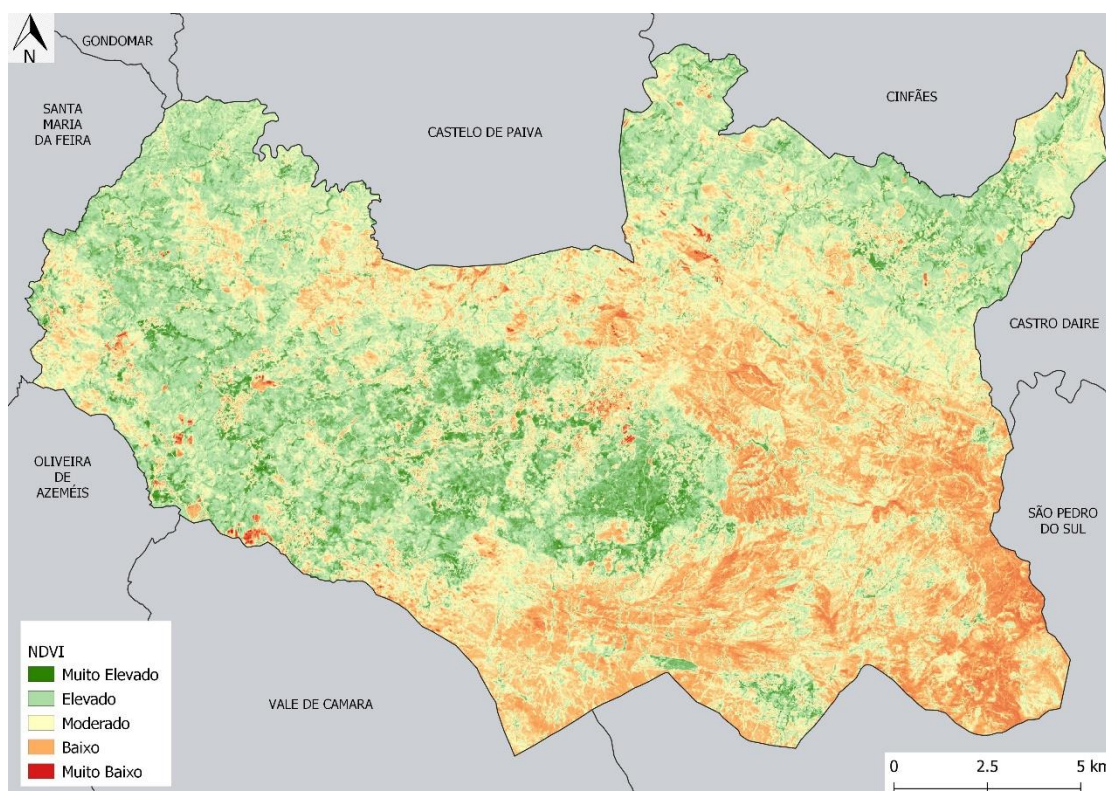 N
GONDOMAR
SANTA
MARIA
DA FEIRA
CASTELO DE PAIVA
CINFÃES
CASTRO DAIRE
OLIVEIRA
DE
AZEMÉIS
SÃO PEDRO
DO SUL
VALE DE CAMARA
NDVI
Muito Elevado
Elevado
Moderado
Baixo
Muito Baixo
0 2.5 5 km